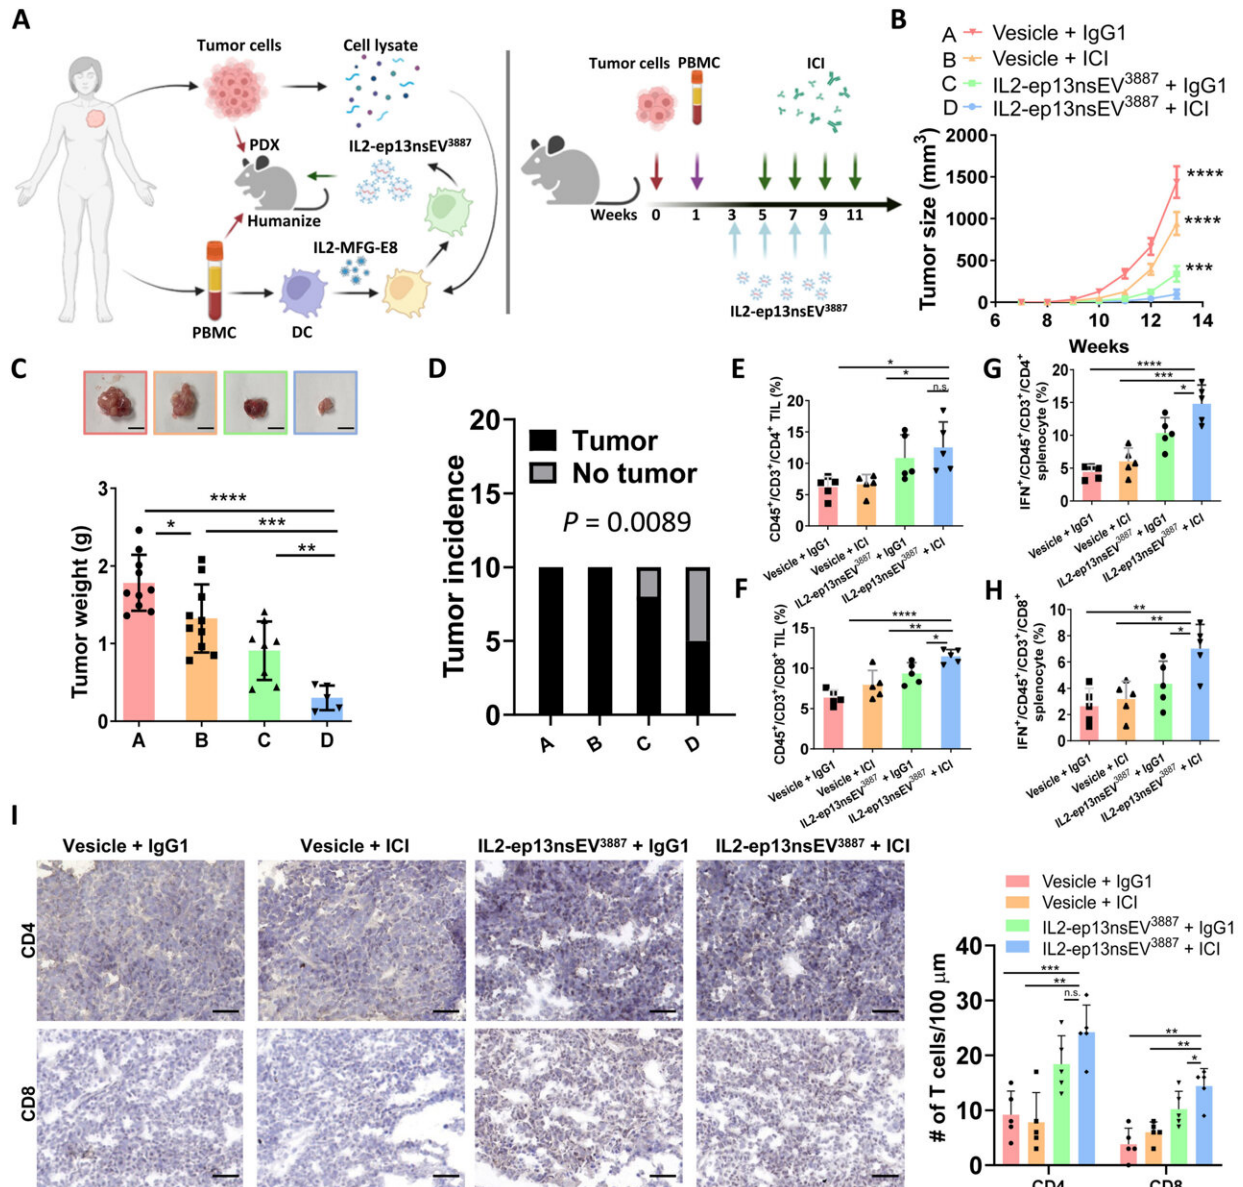 A
Tumor cells
Cell lysate
PDX
IL2-ep13nsEV3887
Humanize
IL2-MFG-E8
PBMC
DC
Tumor cells PBMC
ICI
Weeks 0 1 3 5 7 9 11
IL2-ep13nsEV3887
B
A Vesicle + IgG1
B Vesicle + ICI
C IL2-ep13nsEV3887 + IgG1
D IL2-ep13nsEV3887 + ICI
Tumor size (mm3)
2000
1500
1000
500
0
****
****
***
6 8 10 12 14
Weeks
C
Tumor weight (g)
3
2
1
0
****
*
***
**
A B C D
D
Tumor incidence
20
15
10
5
0
Tumor
No tumor
P = 0.0089
A B C D
E
CD45+/CD3+/CD4+ TIL (%)
20
15
10
5
0
*
*
n.s.
Vesicle + IgG1
Vesicle + ICI
IL2-ep13nsEV3887 + IgG1
IL2-ep13nsEV3887 + ICI
F
CD45+/CD3+/CD8+ TIL (%)
15
10
5
0
****
**
*
Vesicle + IgG1
Vesicle + ICI
IL2-ep13nsEV3887 + IgG1
IL2-ep13nsEV3887 + ICI
G
IFN+/CD45+/CD3+/CD4+
splenocyte (%)
20
15
10
5
0
****
***
*
Vesicle + IgG1
Vesicle + ICI
IL2-ep13nsEV3887 + IgG1
IL2-ep13nsEV3887 + ICI
H
IFN+/CD45+/CD3+/CD8+
splenocyte (%)
10
8
6
4
2
0
**
**
*
Vesicle + IgG1
Vesicle + ICI
IL2-ep13nsEV3887 + IgG1
IL2-ep13nsEV3887 + ICI
I
Vesicle + IgG1
Vesicle + ICI
IL2-ep13nsEV3887 + IgG1
IL2-ep13nsEV3887 + ICI
CD4
CD8
Vesicle + IgG1
Vesicle + ICI
IL2-ep13nsEV3887 + IgG1
IL2-ep13nsEV3887 + ICI
# of T cells/100 μm
40
30
20
10
0
***
**
n.s.
**
**
*
CD4 CD8